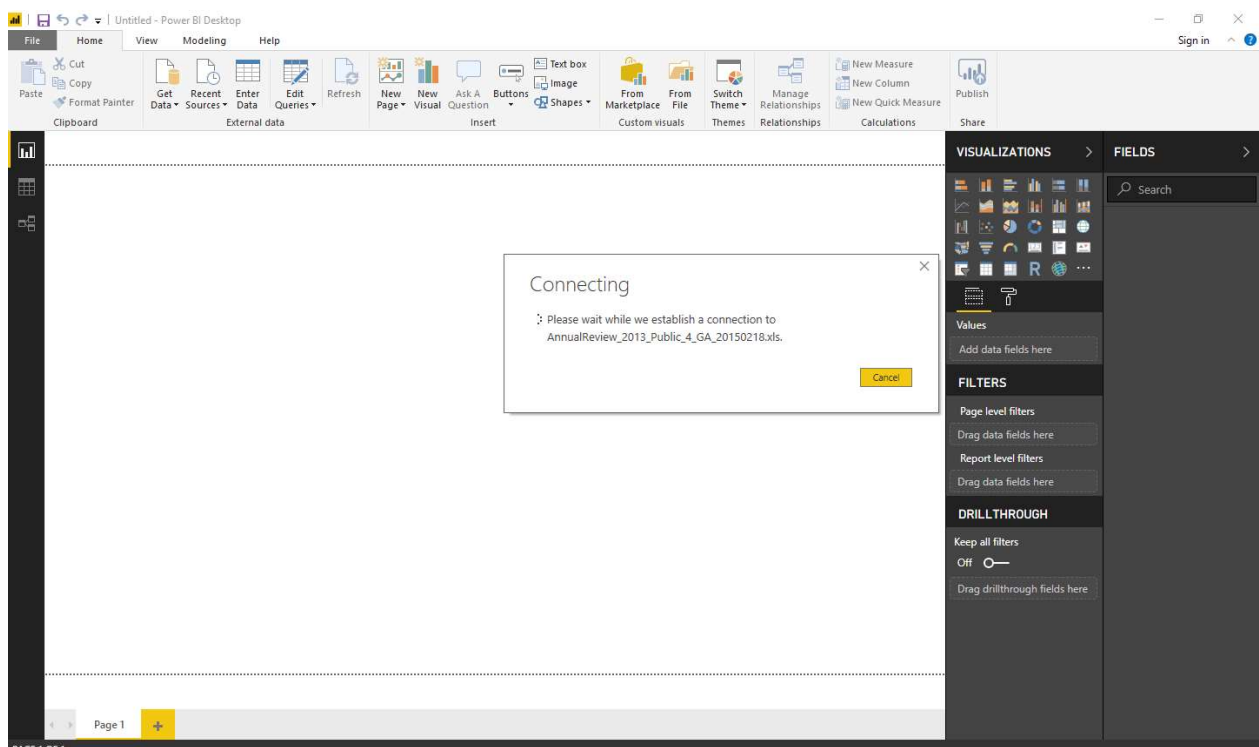 Untitled - Power BI Desktop
File Home View Modeling Help Sign in
Cut
Copy
Format Painter
Paste
Clipboard
Get Data
Recent Sources
Enter Data
Edit Queries
Refresh
External data
New Page
New Visual
Ask A Question
Buttons
Text box
Image
Shapes
Insert
From Marketplace
From File
Custom visuals
Switch Theme
Themes
Manage Relationships
Relationships
New Measure
New Column
New Quick Measure
Calculations
Publish
Share
Connecting
Please wait while we establish a connection to
AnnualReview_2013_Public_4_GA_20150218.xls.
Cancel
VISUALIZATIONS
R
Values
Add data fields here
FILTERS
Page level filters
Drag data fields here
Report level filters
Drag data fields here
DRILLTHROUGH
Keep all filters
Off
Drag drillthrough fields here
FIELDS
Search
Page 1